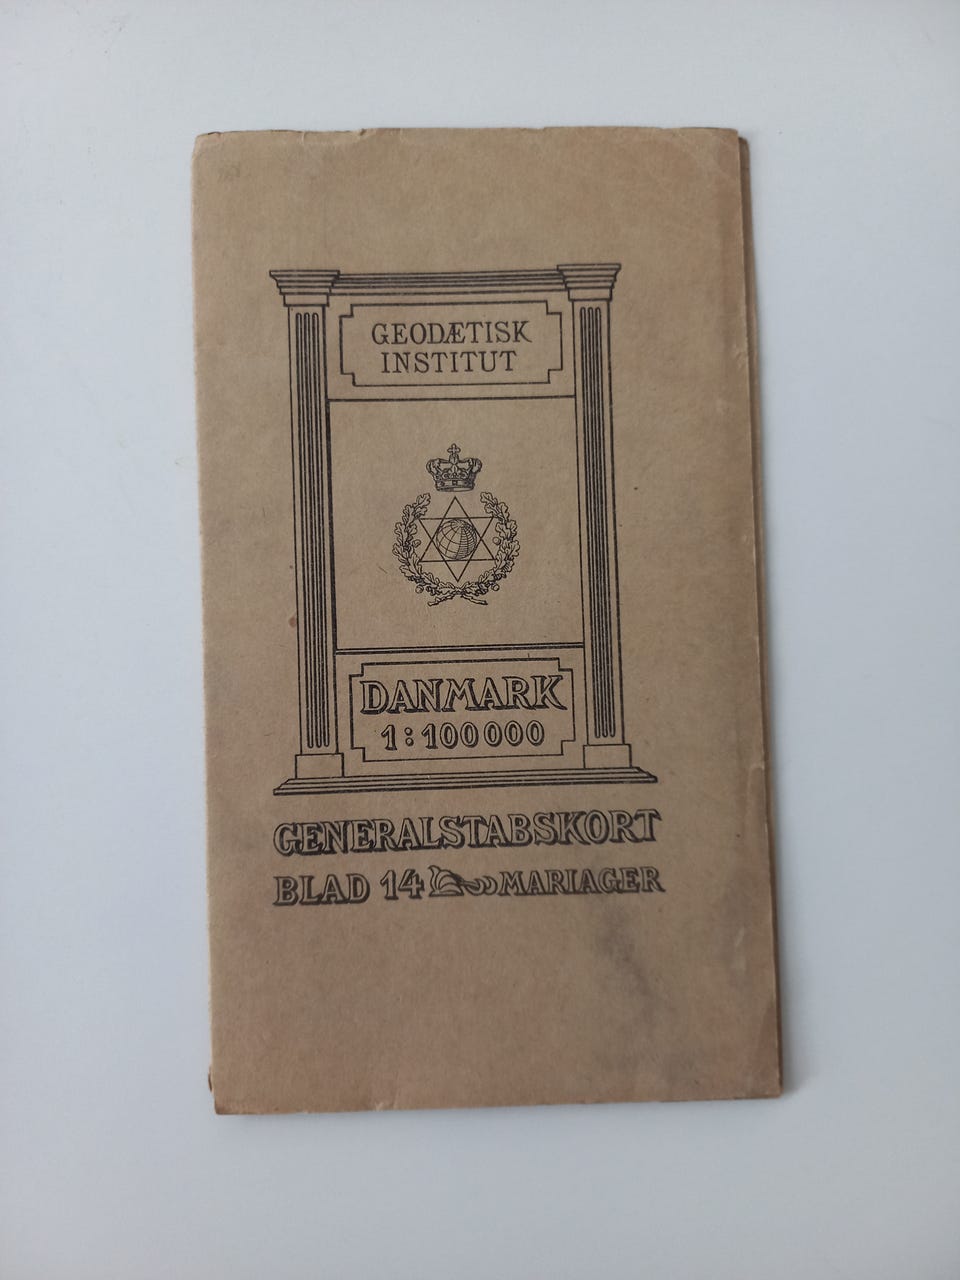 GEODÆTISK
INSTITUT
DANMARK
1:100000
GENERALSTABSKORT
BLAD 14 MARIAGER